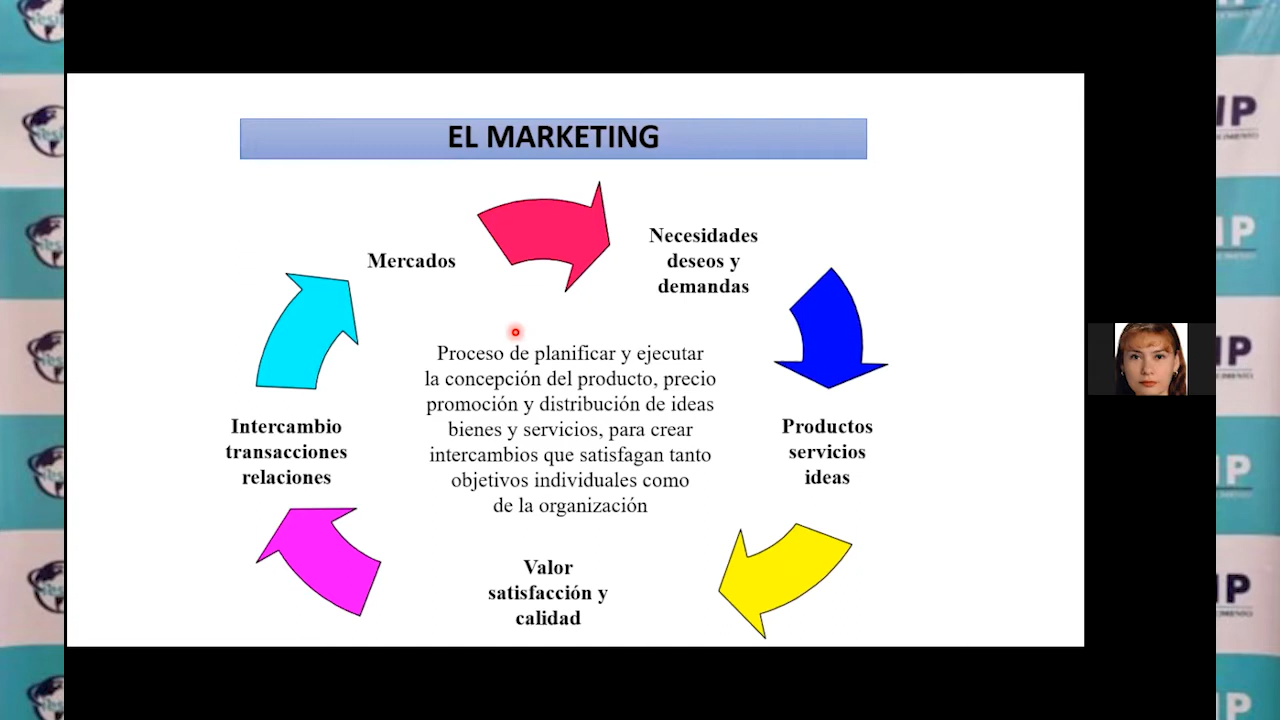 EL MARKETING
Mercados
Necesidades
deseos y
demandas
Proceso de planificar y ejecutar
la concepción del producto, precio
promoción y distribución de ideas
bienes y servicios, para crear
intercambios que satisfagan tanto
objetivos individuales como
de la organización
Intercambio
transacciones
relaciones
Productos
servicios
ideas
Valor
satisfacción y
calidad